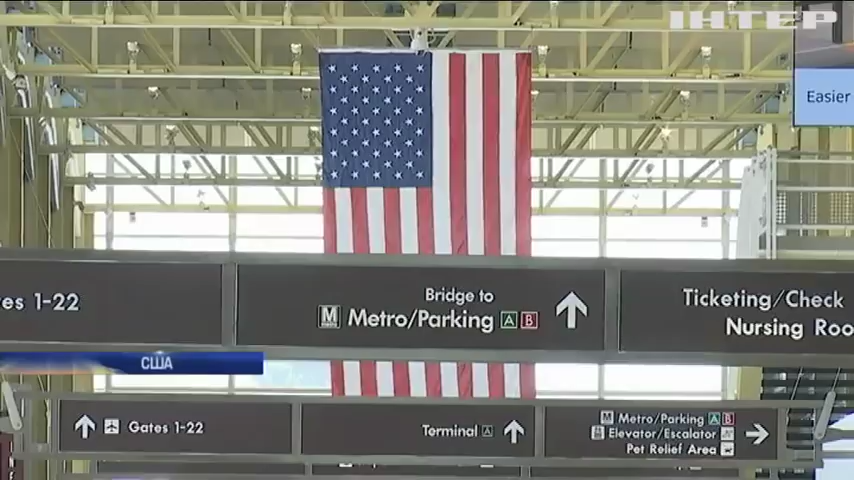 ІНТЕР
Easier
es 1-22
Bridge to
M metro Metro/Parking A B
Ticketing/Check
Nursing Roo
США
Gates 1-22
Terminal A
M Metro/Parking A B
Elevator/Escalator
Pet Relief Area